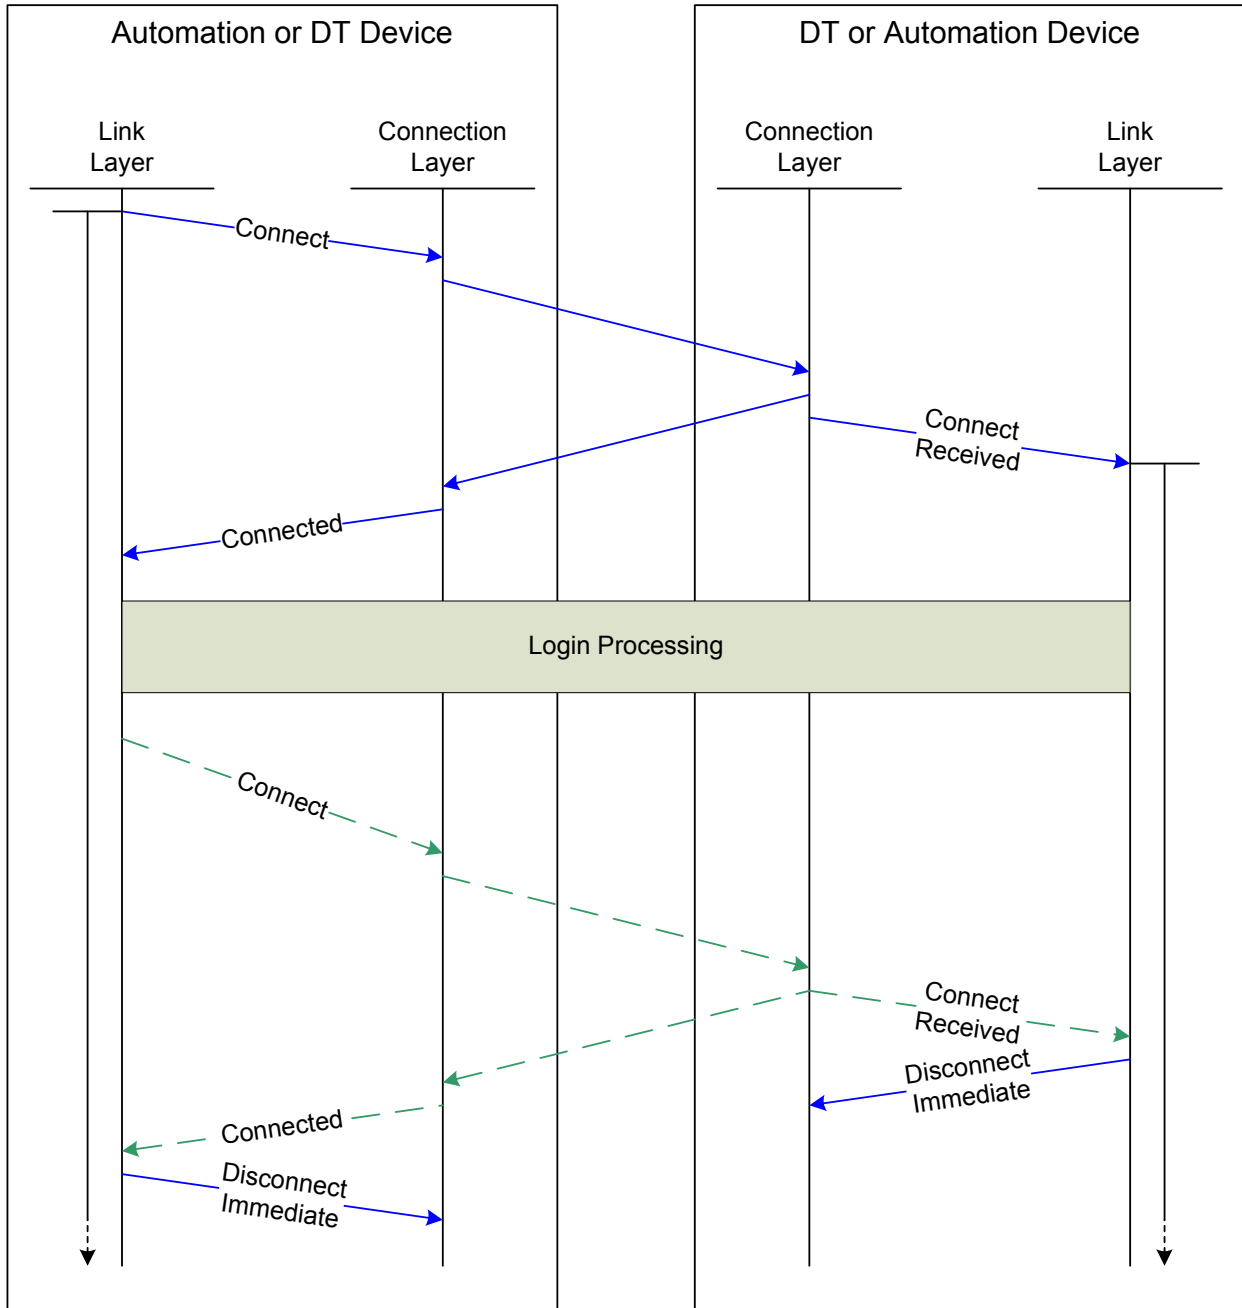 Automation or DT Device
DT or Automation Device
Link
Layer
Connection
Layer
Connection
Layer
Link
Layer
Connect
Connect
Received
Connected
Login Processing
Connect
Connect
Received
Disconnect
Immediate
Connected
Disconnect
Immediate